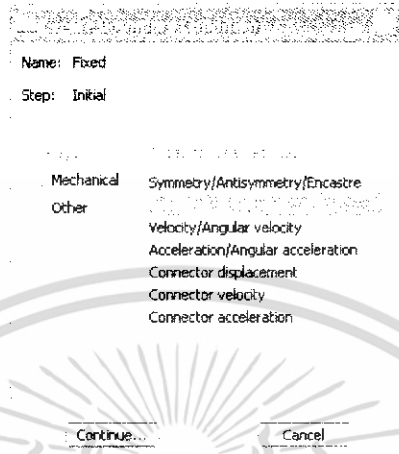 Name: Fixed
Step: Initial
Mechanical
Other
Symmetry/Antisymmetry/Encastre
Velocity/Angular velocity
Acceleration/Angular acceleration
Connector displacement
Connector velocity
Connector acceleration
Continue... Cancel